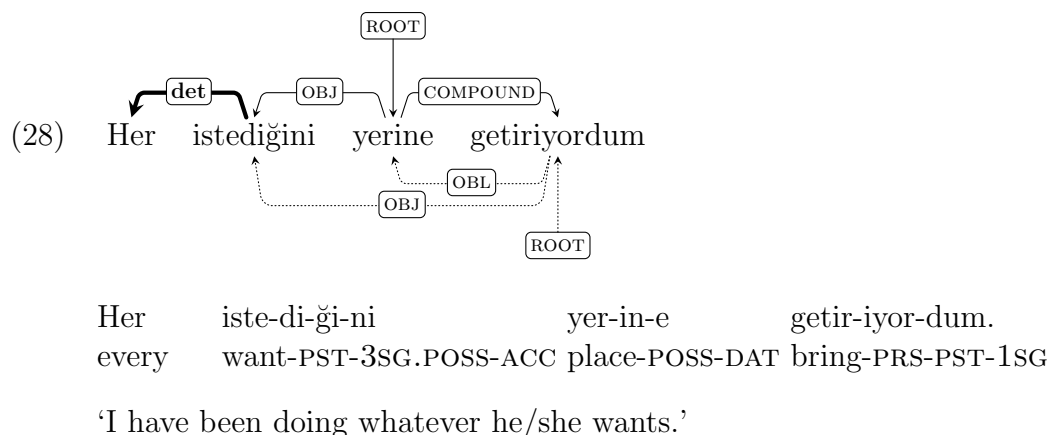 ROOT
det OBJ COMPOUND
(28) Her istediğini yerine getiriyordum
OBL
OBJ
ROOT
Her iste-di-ği-ni yer-in-e getir-iyor-dum.
every want-PST-3SG.POSS-ACC place-POSS-DAT bring-PRS-PST-1SG
‘I have been doing whatever he/she wants.’